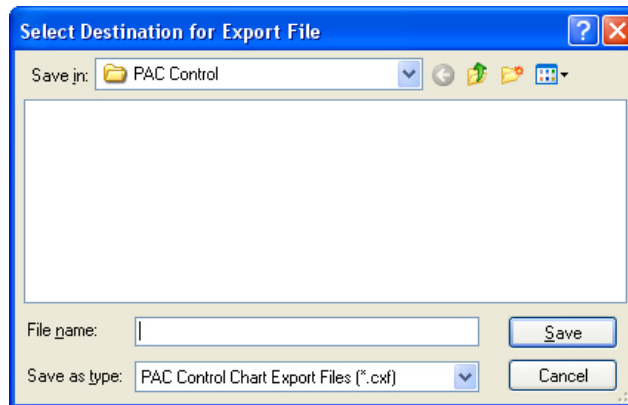 Select Destination for Export File
Save in: PAC Control
File name:
Save
Save as type: PAC Control Chart Export Files (*.cxf)
Cancel